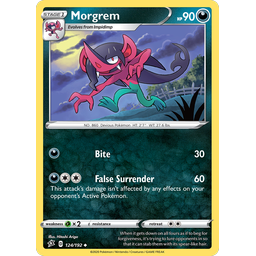 STAGE 1 Morgrem HP 90
Evolves from Impidimp
NO. 860 Devious Pokémon HT: 2'7" WT: 27.6 lbs.
Bite 30
False Surrender 60
This attack's damage isn't affected by any effects on your
opponent's Active Pokémon.
weakness ×2 resistance retreat
Illus. Hitoshi Ariga
124/192
When it gets down on all fours as if to beg for
forgiveness, it's trying to lure opponents in so
that it can stab them with its spear-like hair.